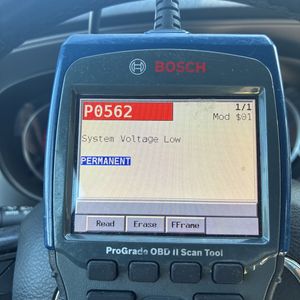 BOSCH
P0562 1/1
Mod $01
System Voltage Low
PERMANENT
Read Erase FFrame
ProGrade OBD II Scan Tool